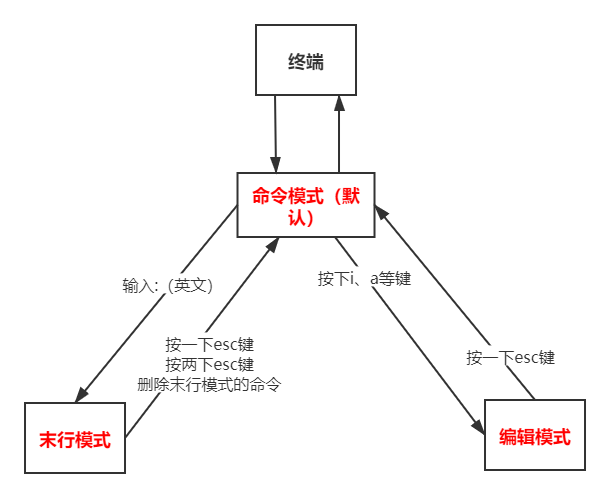 终端
命令模式（默
认）
输入:（英文）
按下i、a等键
按一下esc键
按两下esc键
删除末行模式的命令
按一下esc键
末行模式
编辑模式